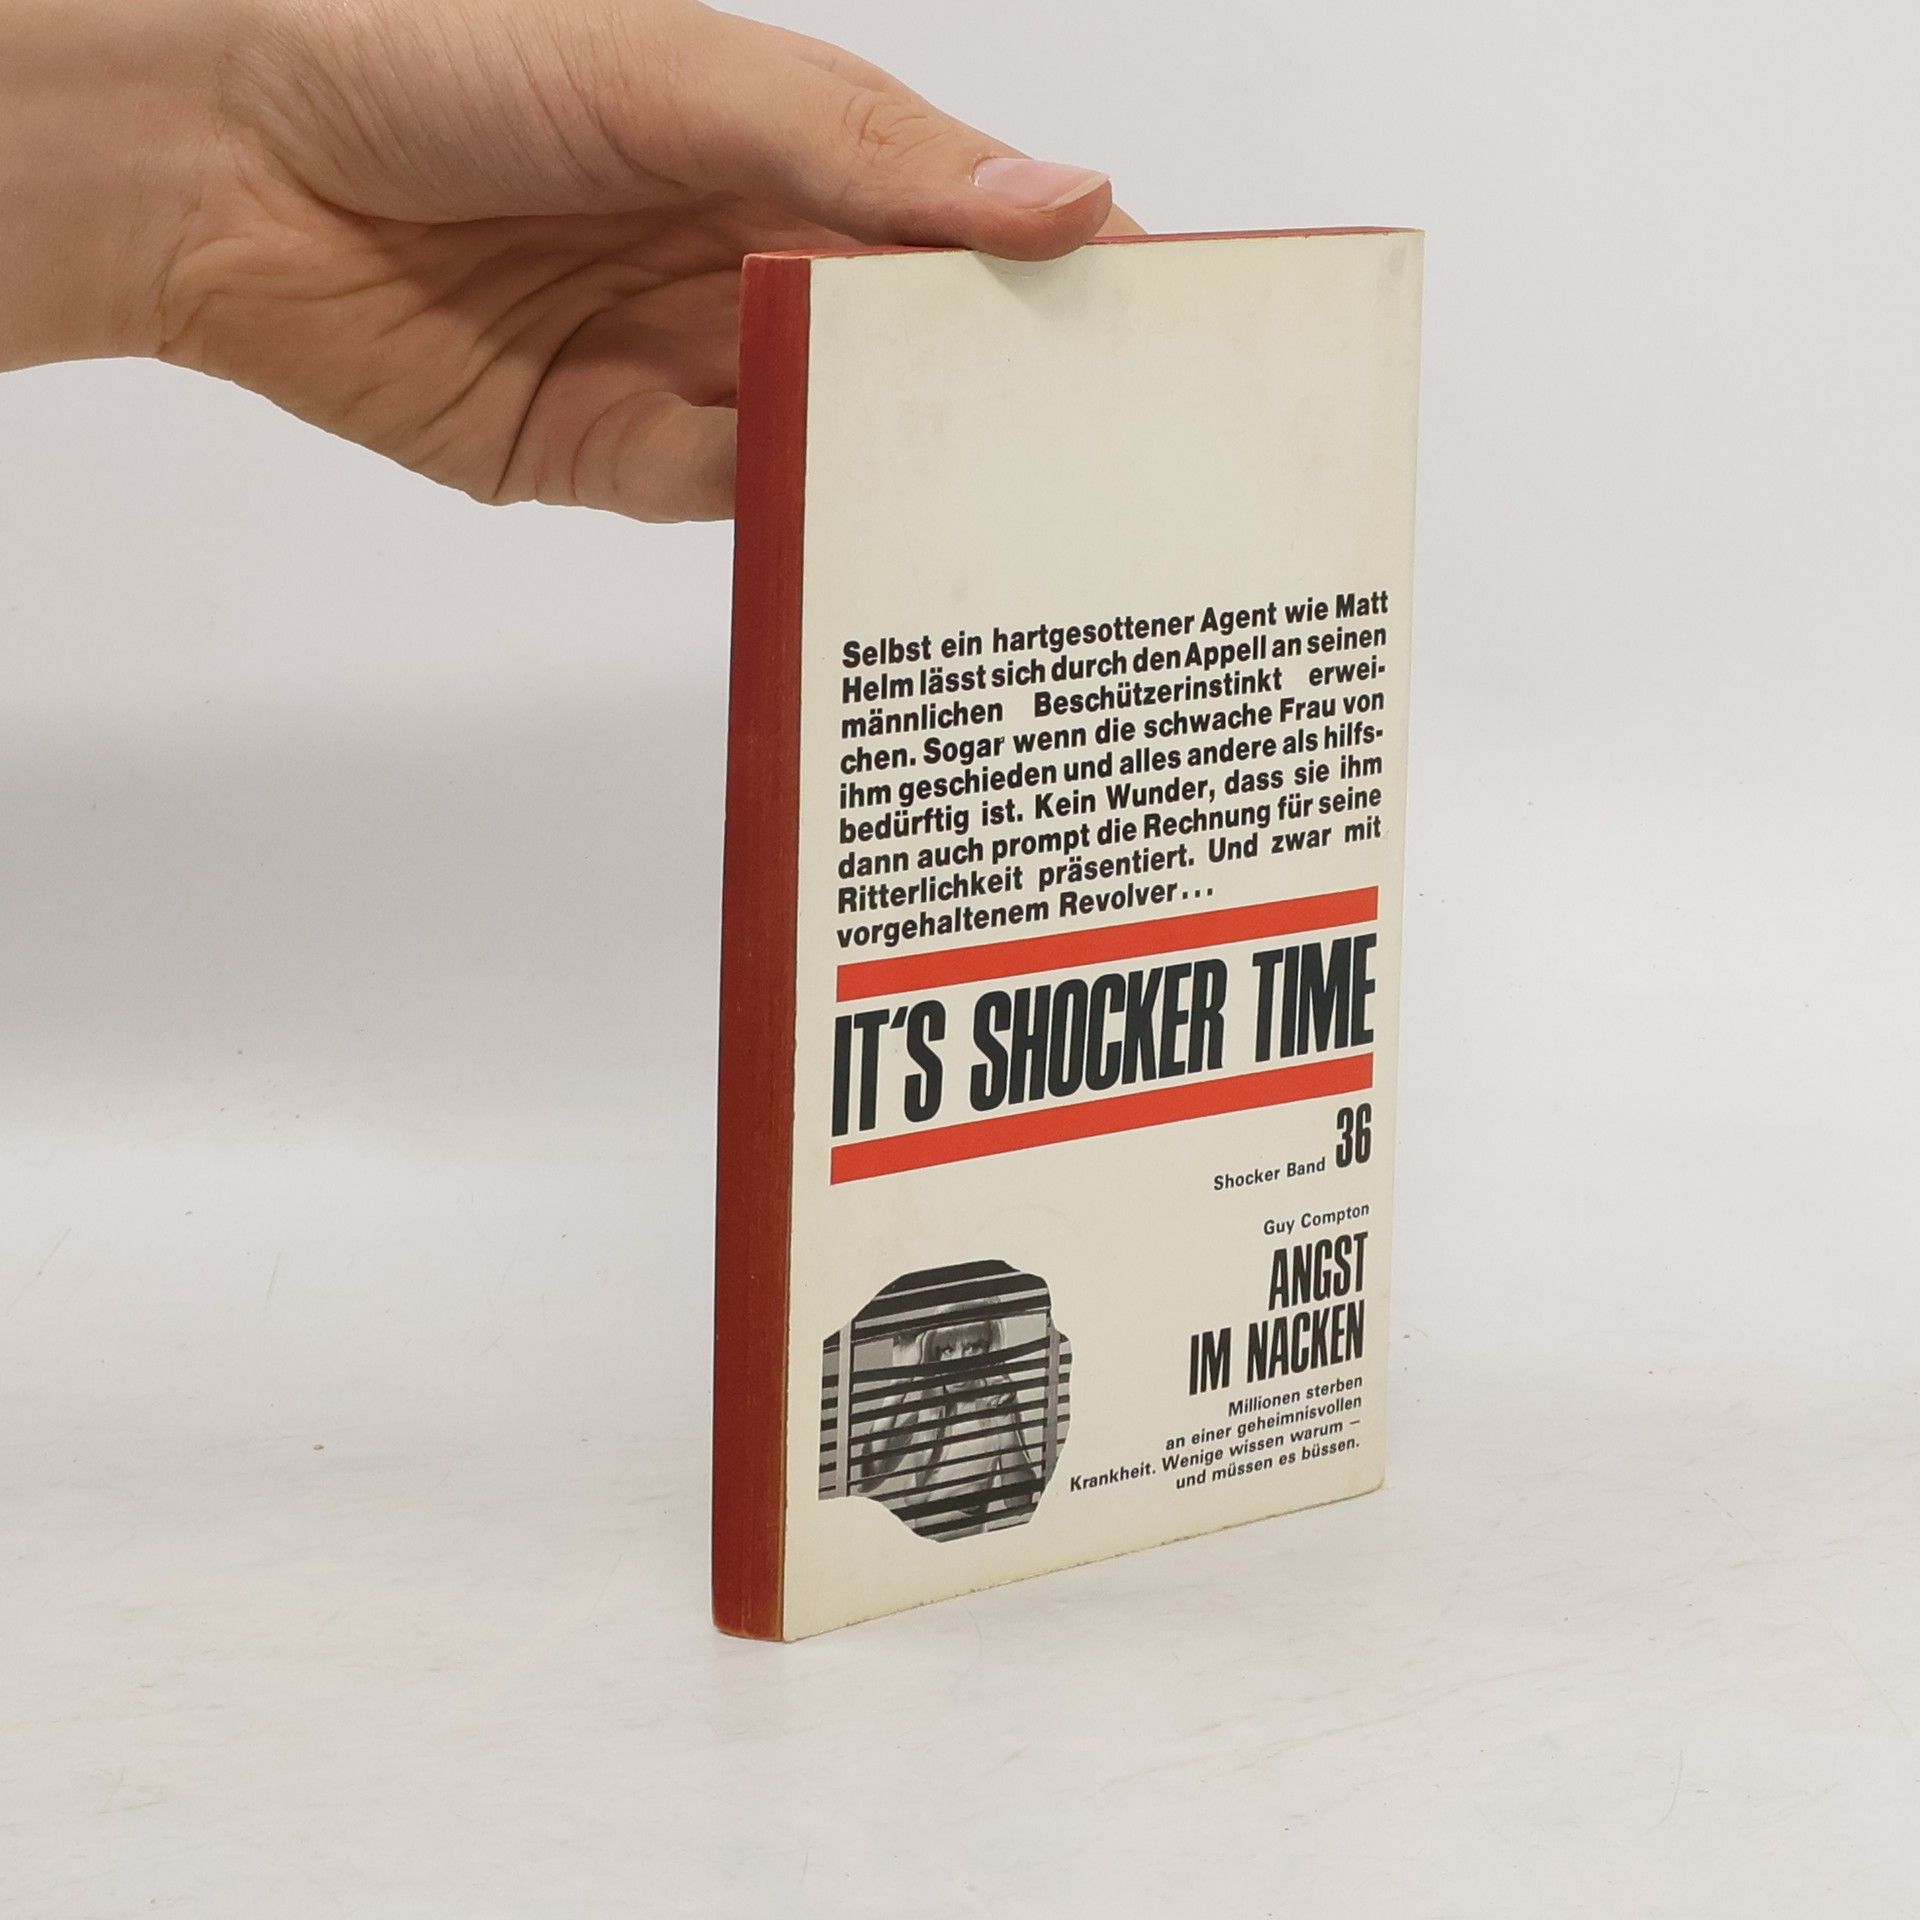 Selbst ein hartgesottener Agent wie Matt
Helm lässt sich durch den Appell an seinen
männlichen Beschützerinstinkt erwei-
chen. Sogar wenn die schwache Frau von
ihm geschieden und alles andere als hilfs-
bedürftig ist. Kein Wunder, dass sie ihm
dann auch prompt die Rechnung für seine
Ritterlichkeit präsentiert. Und zwar mit
vorgehaltenem Revolver...
IT'S SHOCKER TIME
Shocker Band 36
Guy Compton
ANGST
IM NACKEN
Millionen sterben
an einer geheimnisvollen
Krankheit. Wenige wissen warum –
und müssen es büssen.